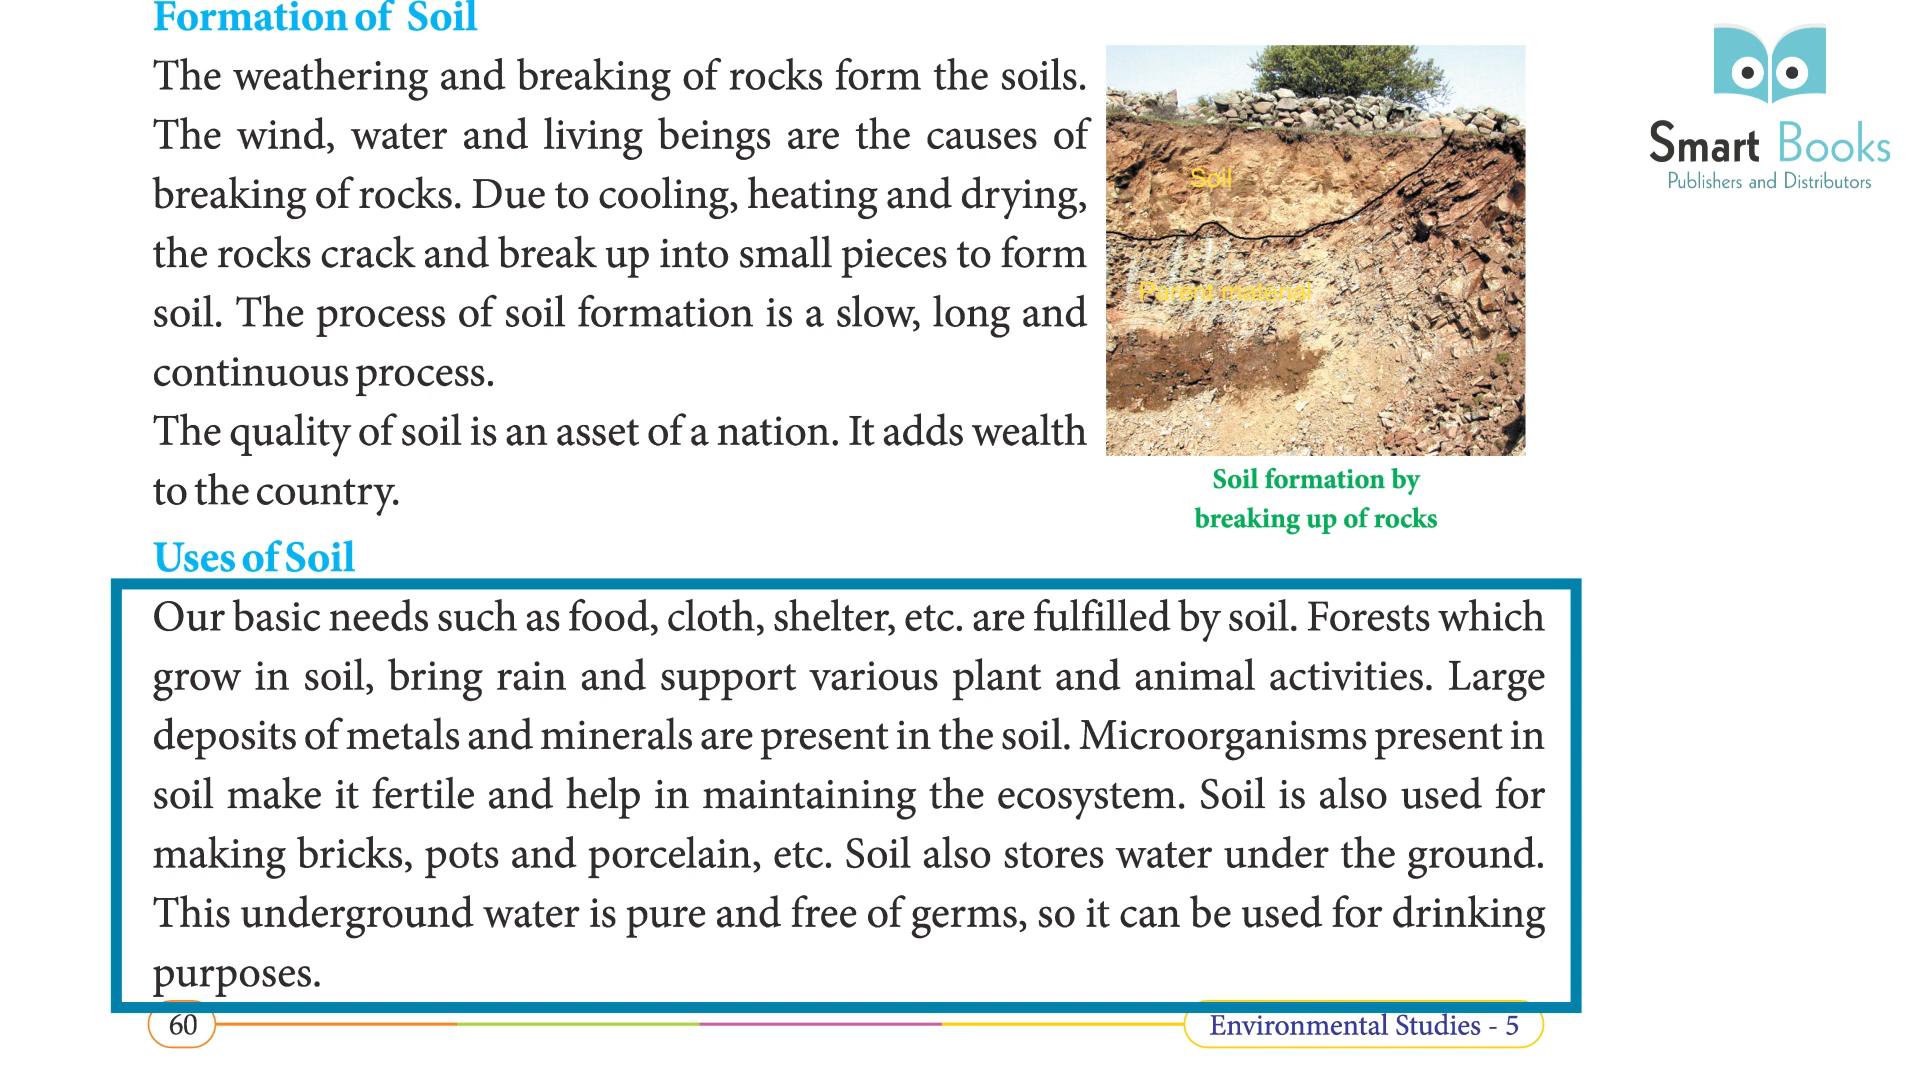 Formation of Soil
The weathering and breaking of rocks form the soils.
The wind, water and living beings are the causes of
breaking of rocks. Due to cooling, heating and drying,
the rocks crack and break up into small pieces to form
soil. The process of soil formation is a slow, long and
continuous process.
The quality of soil is an asset of a nation. It adds wealth
to the country.
Soil
Parent material
Soil formation by
breaking up of rocks
Uses of Soil
Our basic needs such as food, cloth, shelter, etc. are fulfilled by soil. Forests which
grow in soil, bring rain and support various plant and animal activities. Large
deposits of metals and minerals are present in the soil. Microorganisms present in
soil make it fertile and help in maintaining the ecosystem. Soil is also used for
making bricks, pots and porcelain, etc. Soil also stores water under the ground.
This underground water is pure and free of germs, so it can be used for drinking
purposes.
60
Environmental Studies - 5
Smart Books
Publishers and Distributors